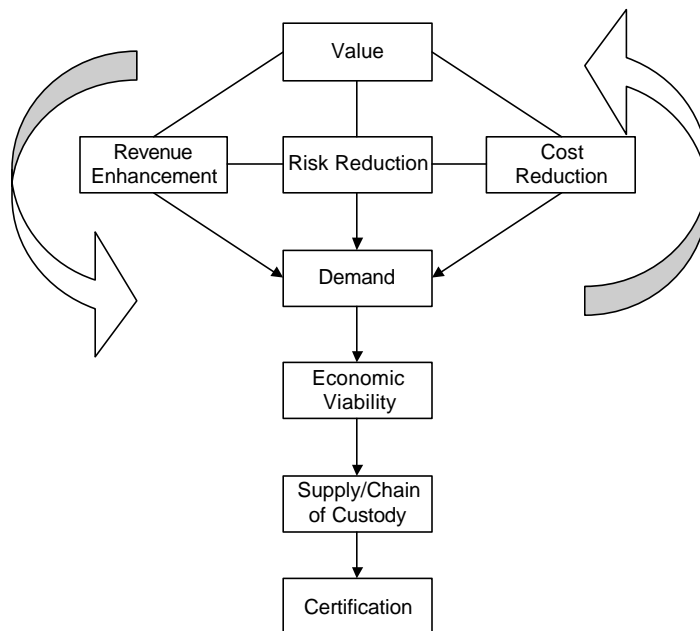 Value
Revenue
Enhancement
Risk Reduction
Cost
Reduction
Demand
Economic
Viability
Supply/Chain
of Custody
Certification